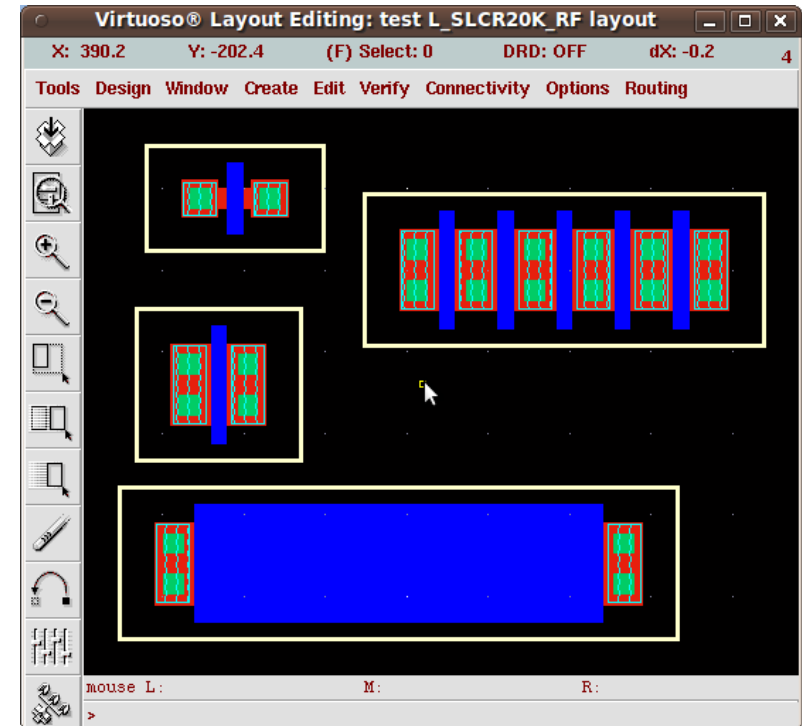 Virtuoso® Layout Editing: test L_SLCR20K_RF layout
X: 390.2 Y: -202.4 (F) Select: 0 DRD: OFF dX: -0.2 4
Tools Design Window Create Edit Verify Connectivity Options Routing
mouse L: M: R:
>